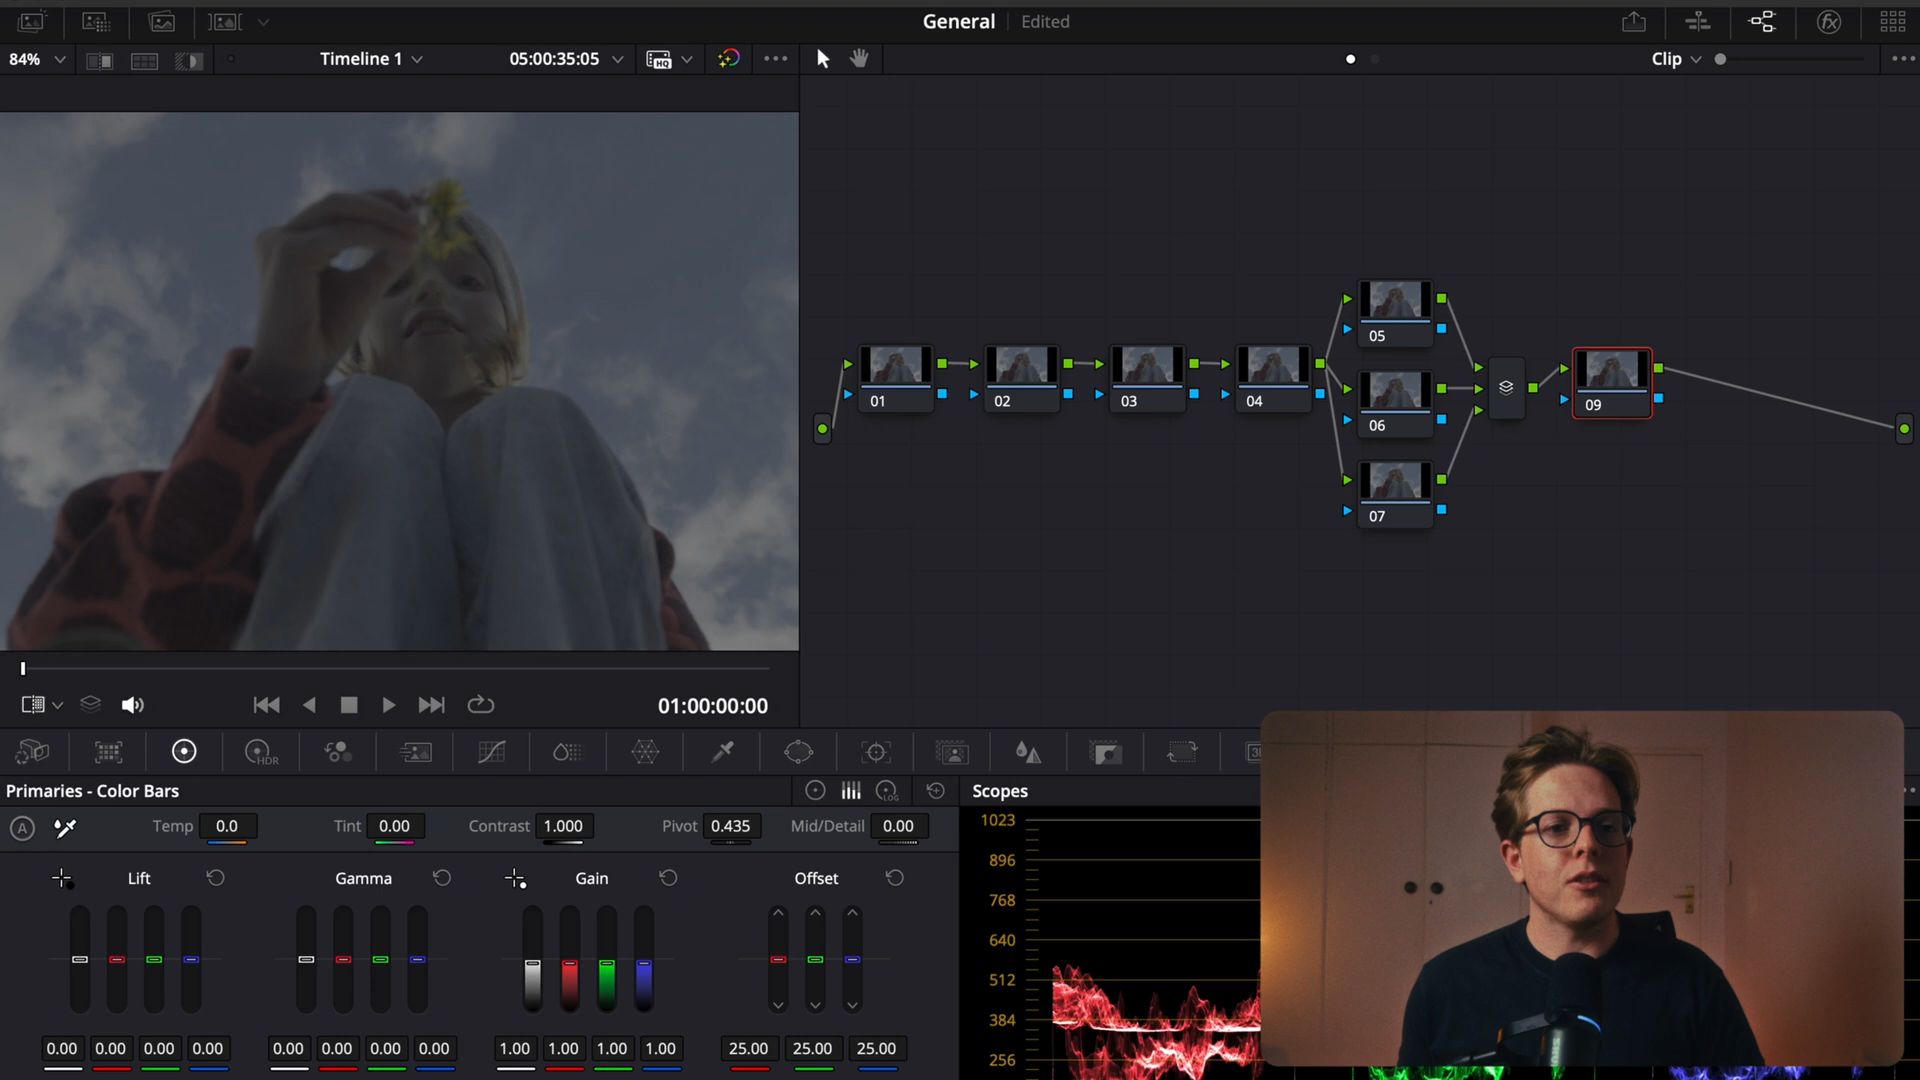 General Edited
84% Timeline 1 05:00:35:05 HQ Clip
05
01 02 03 04 06 09
07
01:00:00:00
HDR
Primaries - Color Bars LOG Scopes
A Temp 0.0 Tint 0.00 Contrast 1.000 Pivot 0.435 Mid/Detail 0.00
Lift Gamma Gain Offset
0.00 0.00 0.00 0.00 0.00 0.00 0.00 0.00 1.00 1.00 1.00 1.00 25.00 25.00 25.00
1023
896
768
640
512
384
256